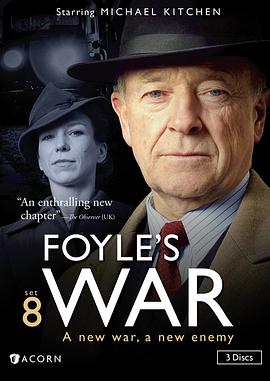 Starring MICHAEL KITCHEN
“An enthralling new
chapter” —The Observer (UK)
FOYLE’S
set
8
WAR
A new war, a new enemy
ACORN
3 Discs